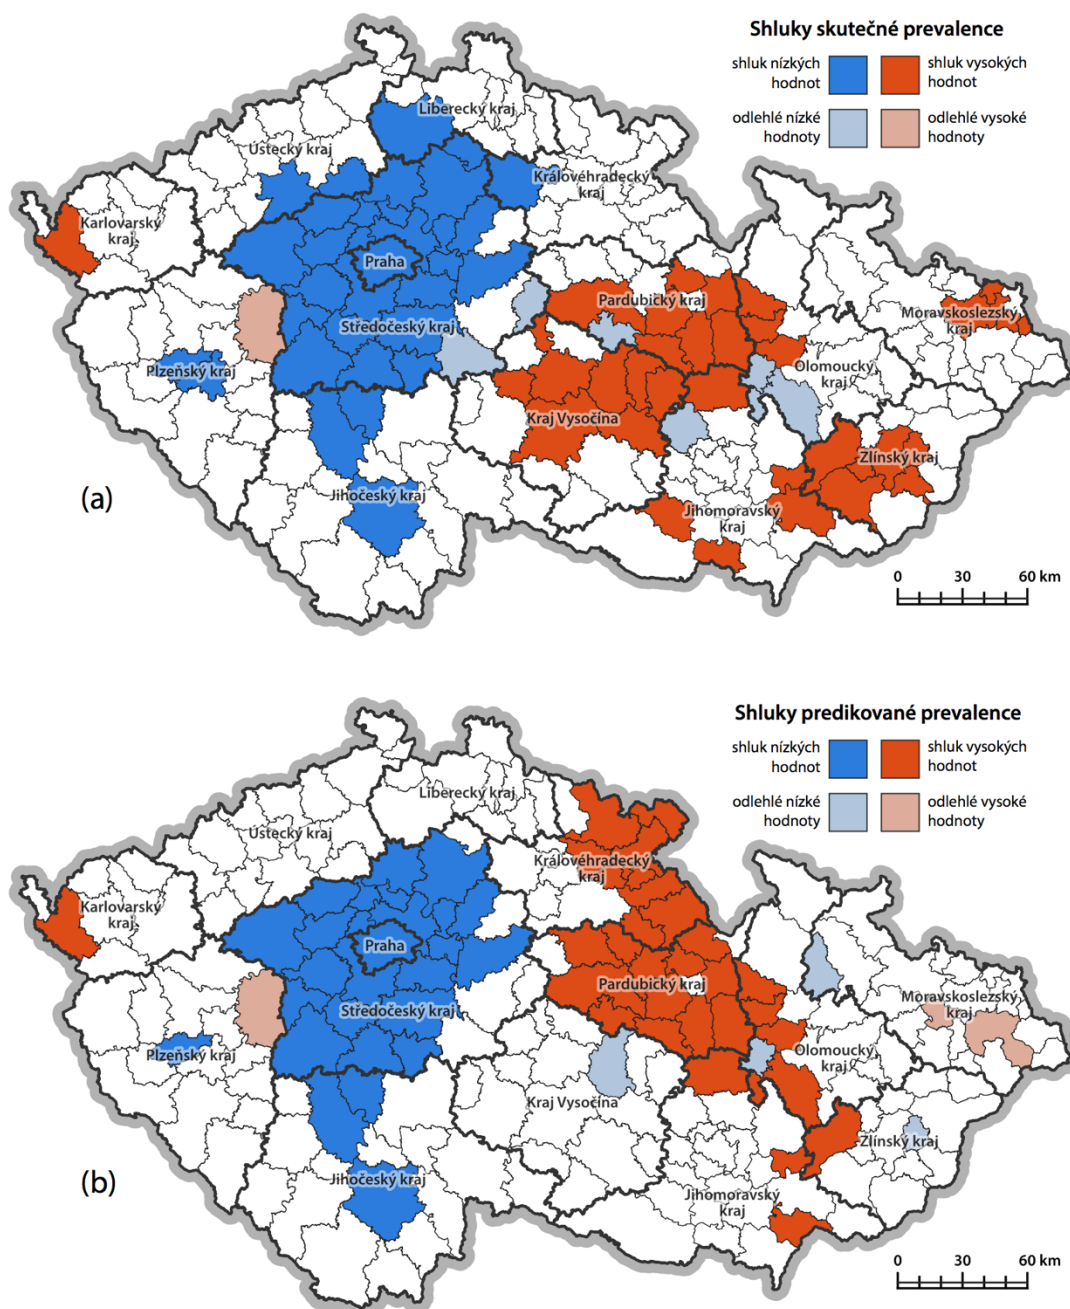 Shluky skutečné prevalence
shluk nízkých
hodnot
shluk vysokých
hodnot
odlehlé nízké
hodnoty
odlehlé vysoké
hodnoty
Liberecký kraj
Ústecký kraj
Královéhradecký
kraj
Karlovarský
kraj
Praha
Pardubický kraj
Moravskoslezský
kraj
Středočeský kraj
Plzeňský kraj
Olomoucký
kraj
Kraj Vysočina
Zlínský kraj
(a)
Jihočeský kraj
Jihomoravský
kraj
0 30 60 km
Shluky predikované prevalence
shluk nízkých
hodnot
shluk vysokých
hodnot
odlehlé nízké
hodnoty
odlehlé vysoké
hodnoty
Liberecký kraj
Ústecký kraj
Královéhradecký
kraj
Karlovarský
kraj
Praha
Pardubický kraj
Moravskoslezský
kraj
Středočeský kraj
Plzeňský kraj
Olomoucký
kraj
Kraj Vysočina
Zlínský kraj
(b)
Jihočeský kraj
Jihomoravský
kraj
0 30 60 km